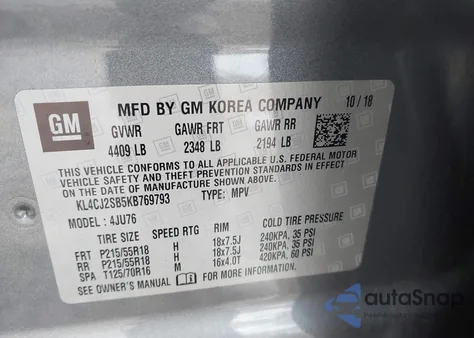 GM
MFD BY GM KOREA COMPANY 10/18
GVWR GAWR FRT GAWR RR
4409 LB 2348 LB 2194 LB
THIS VEHICLE CONFORMS TO ALL APPLICABLE U.S. FEDERAL MOTOR
VEHICLE SAFETY AND THEFT PREVENTION STANDARDS IN EFFECT
ON THE DATE OF MANUFACTURE SHOWN ABOVE.
KL4CJ2SB5KB769793 TYPE: MPV
MODEL: 4JU76
TIRE SIZE SPEED RTG RIM COLD TIRE PRESSURE
FRT P215/55R18 H 18x7.5J 240KPA, 35 PSI
RR P215/55R18 H 18x7.5J 240KPA, 35 PSI
SPA T125/70R16 M 16x4.0T 420KPA, 60 PSI
SEE OWNER'S MANUAL FOR MORE INFORMATION.
autoSnap